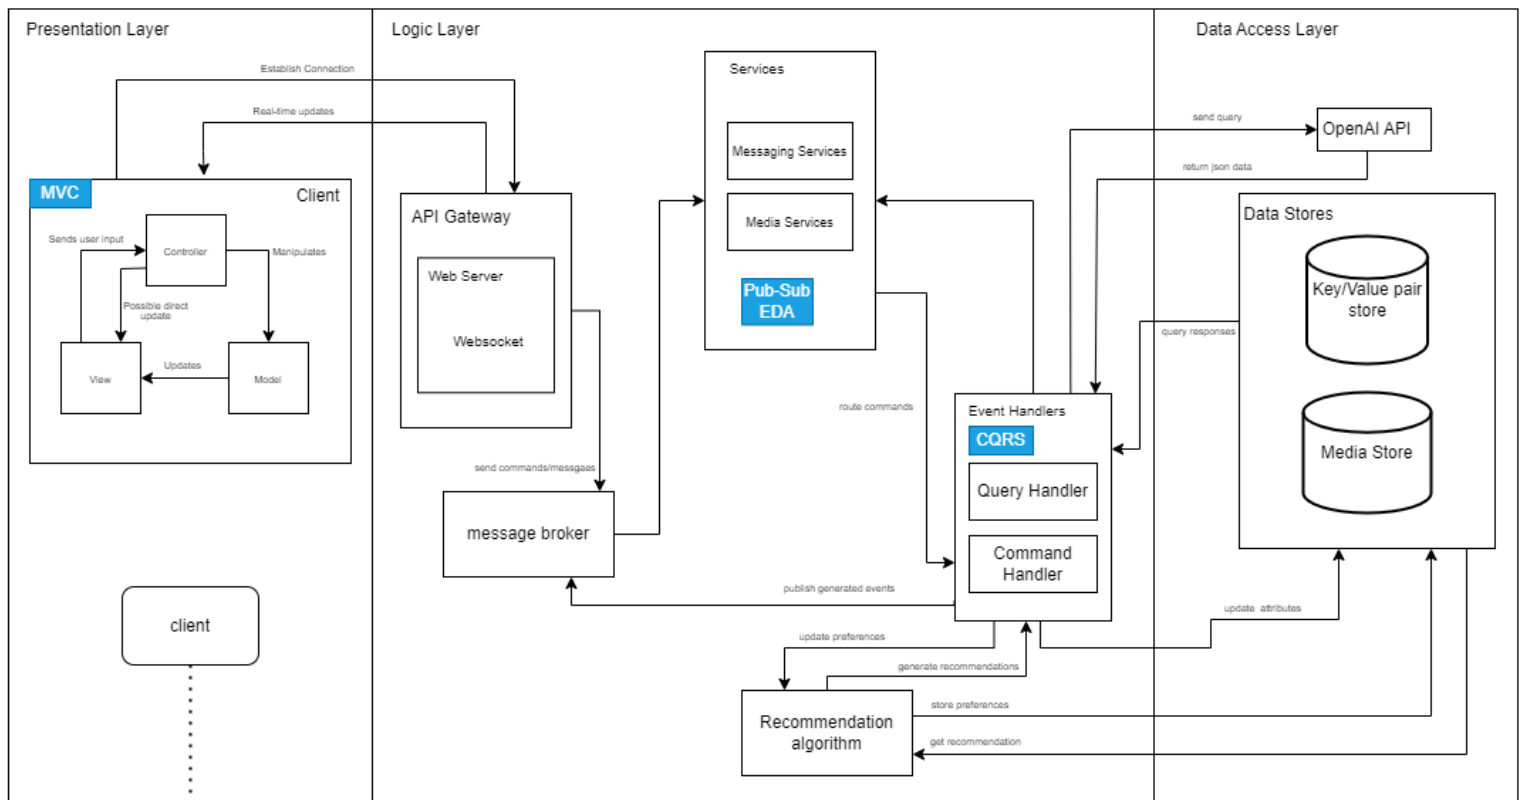 Presentation Layer
Logic Layer
Data Access Layer
Establish Connection
Real-time updates
MVC
Client
Controller
Sends user input
Manipulates
Possible direct
update
View
Updates
Model
client
API Gateway
Web Server
Websocket
send commands/messgaes
message broker
Services
Messaging Services
Media Services
Pub-Sub
EDA
route commands
publish generated events
Event Handlers
CQRS
Query Handler
Command
Handler
update preferences
generate recommendations
Recommendation
algorithm
store preferences
get recommendation
send query
OpenAI API
return json data
Data Stores
Key/Value pair
store
query responses
Media Store
update  attributes